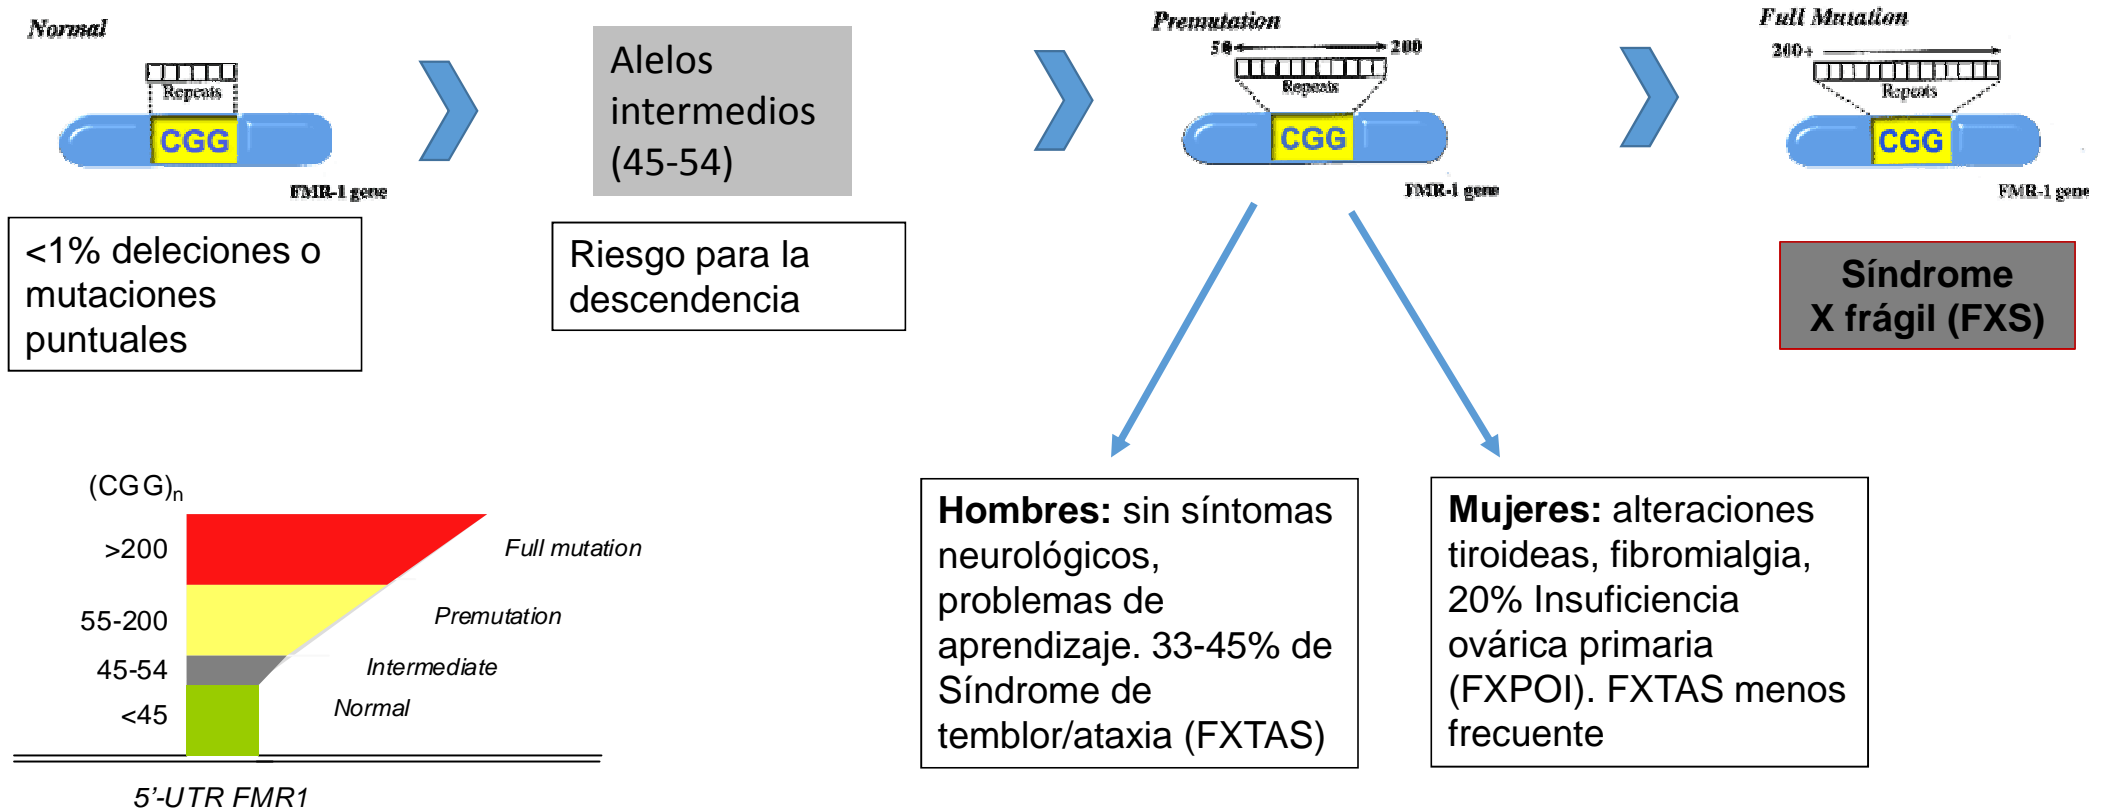 Normal
Repeats
CGG
FMR-1 gene
<1% deleciones o
mutaciones
puntuales
Alelos
intermedios
(45-54)
Riesgo para la
descendencia
Premutation
50 200
Repeats
CGG
FMR-1 gene
Full Mutation
200+
Repeats
CGG
FMR-1 gene
Síndrome
X frágil (FXS)
Hombres: sin síntomas
neurológicos,
problemas de
aprendizaje. 33-45% de
Síndrome de
temblor/ataxia (FXTAS)
Mujeres: alteraciones
tiroideas, fibromialgia,
20% Insuficiencia
ovárica primaria
(FXPOI). FXTAS menos
frecuente
(CGG)n
>200 Full mutation
55-200 Premutation
45-54 Intermediate
<45 Normal
5'-UTR FMR1